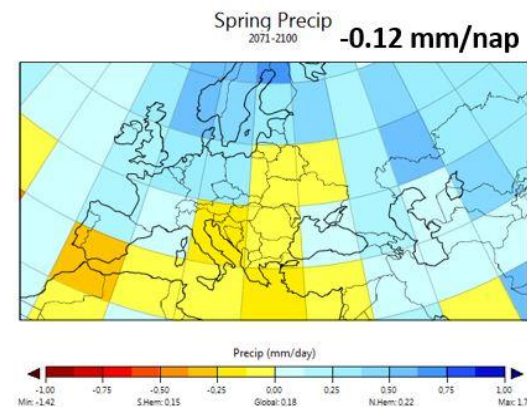 Spring Precip
2071-2100
-0.12 mm/nap
Precip (mm/day)
-1.00 -0.75 -0.50 -0.25 0.00 0.25 0.50 0.75 1.00
Min: -1.42 S.Hem: 0.15 Global: 0.18 N.Hem: 0.22